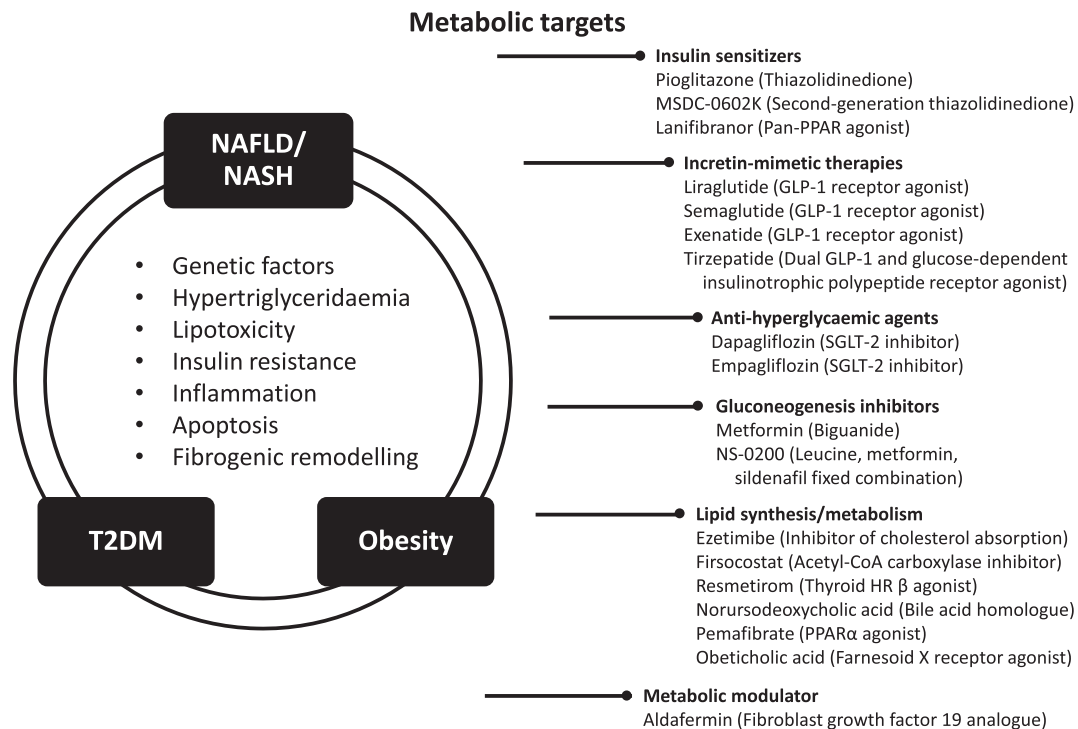 Metabolic targets
NAFLD/
NASH
• Genetic factors
• Hypertriglyceridaemia
• Lipotoxicity
• Insulin resistance
• Inflammation
• Apoptosis
• Fibrogenic remodelling
T2DM
Obesity
Insulin sensitizers
Pioglitazone (Thiazolidinedione)
MSDC-0602K (Second-generation thiazolidinedione)
Lanifibranor (Pan-PPAR agonist)
Incretin-mimetic therapies
Liraglutide (GLP-1 receptor agonist)
Semaglutide (GLP-1 receptor agonist)
Exenatide (GLP-1 receptor agonist)
Tirzepatide (Dual GLP-1 and glucose-dependent
insulinotrophic polypeptide receptor agonist)
Anti-hyperglycaemic agents
Dapagliflozin (SGLT-2 inhibitor)
Empagliflozin (SGLT-2 inhibitor)
Gluconeogenesis inhibitors
Metformin (Biguanide)
NS-0200 (Leucine, metformin,
sildenafil fixed combination)
Lipid synthesis/metabolism
Ezetimibe (Inhibitor of cholesterol absorption)
Firsocostat (Acetyl-CoA carboxylase inhibitor)
Resmetirom (Thyroid HR β agonist)
Norursodeoxycholic acid (Bile acid homologue)
Pemafibrate (PPARα agonist)
Obeticholic acid (Farnesoid X receptor agonist)
Metabolic modulator
Aldafermin (Fibroblast growth factor 19 analogue)